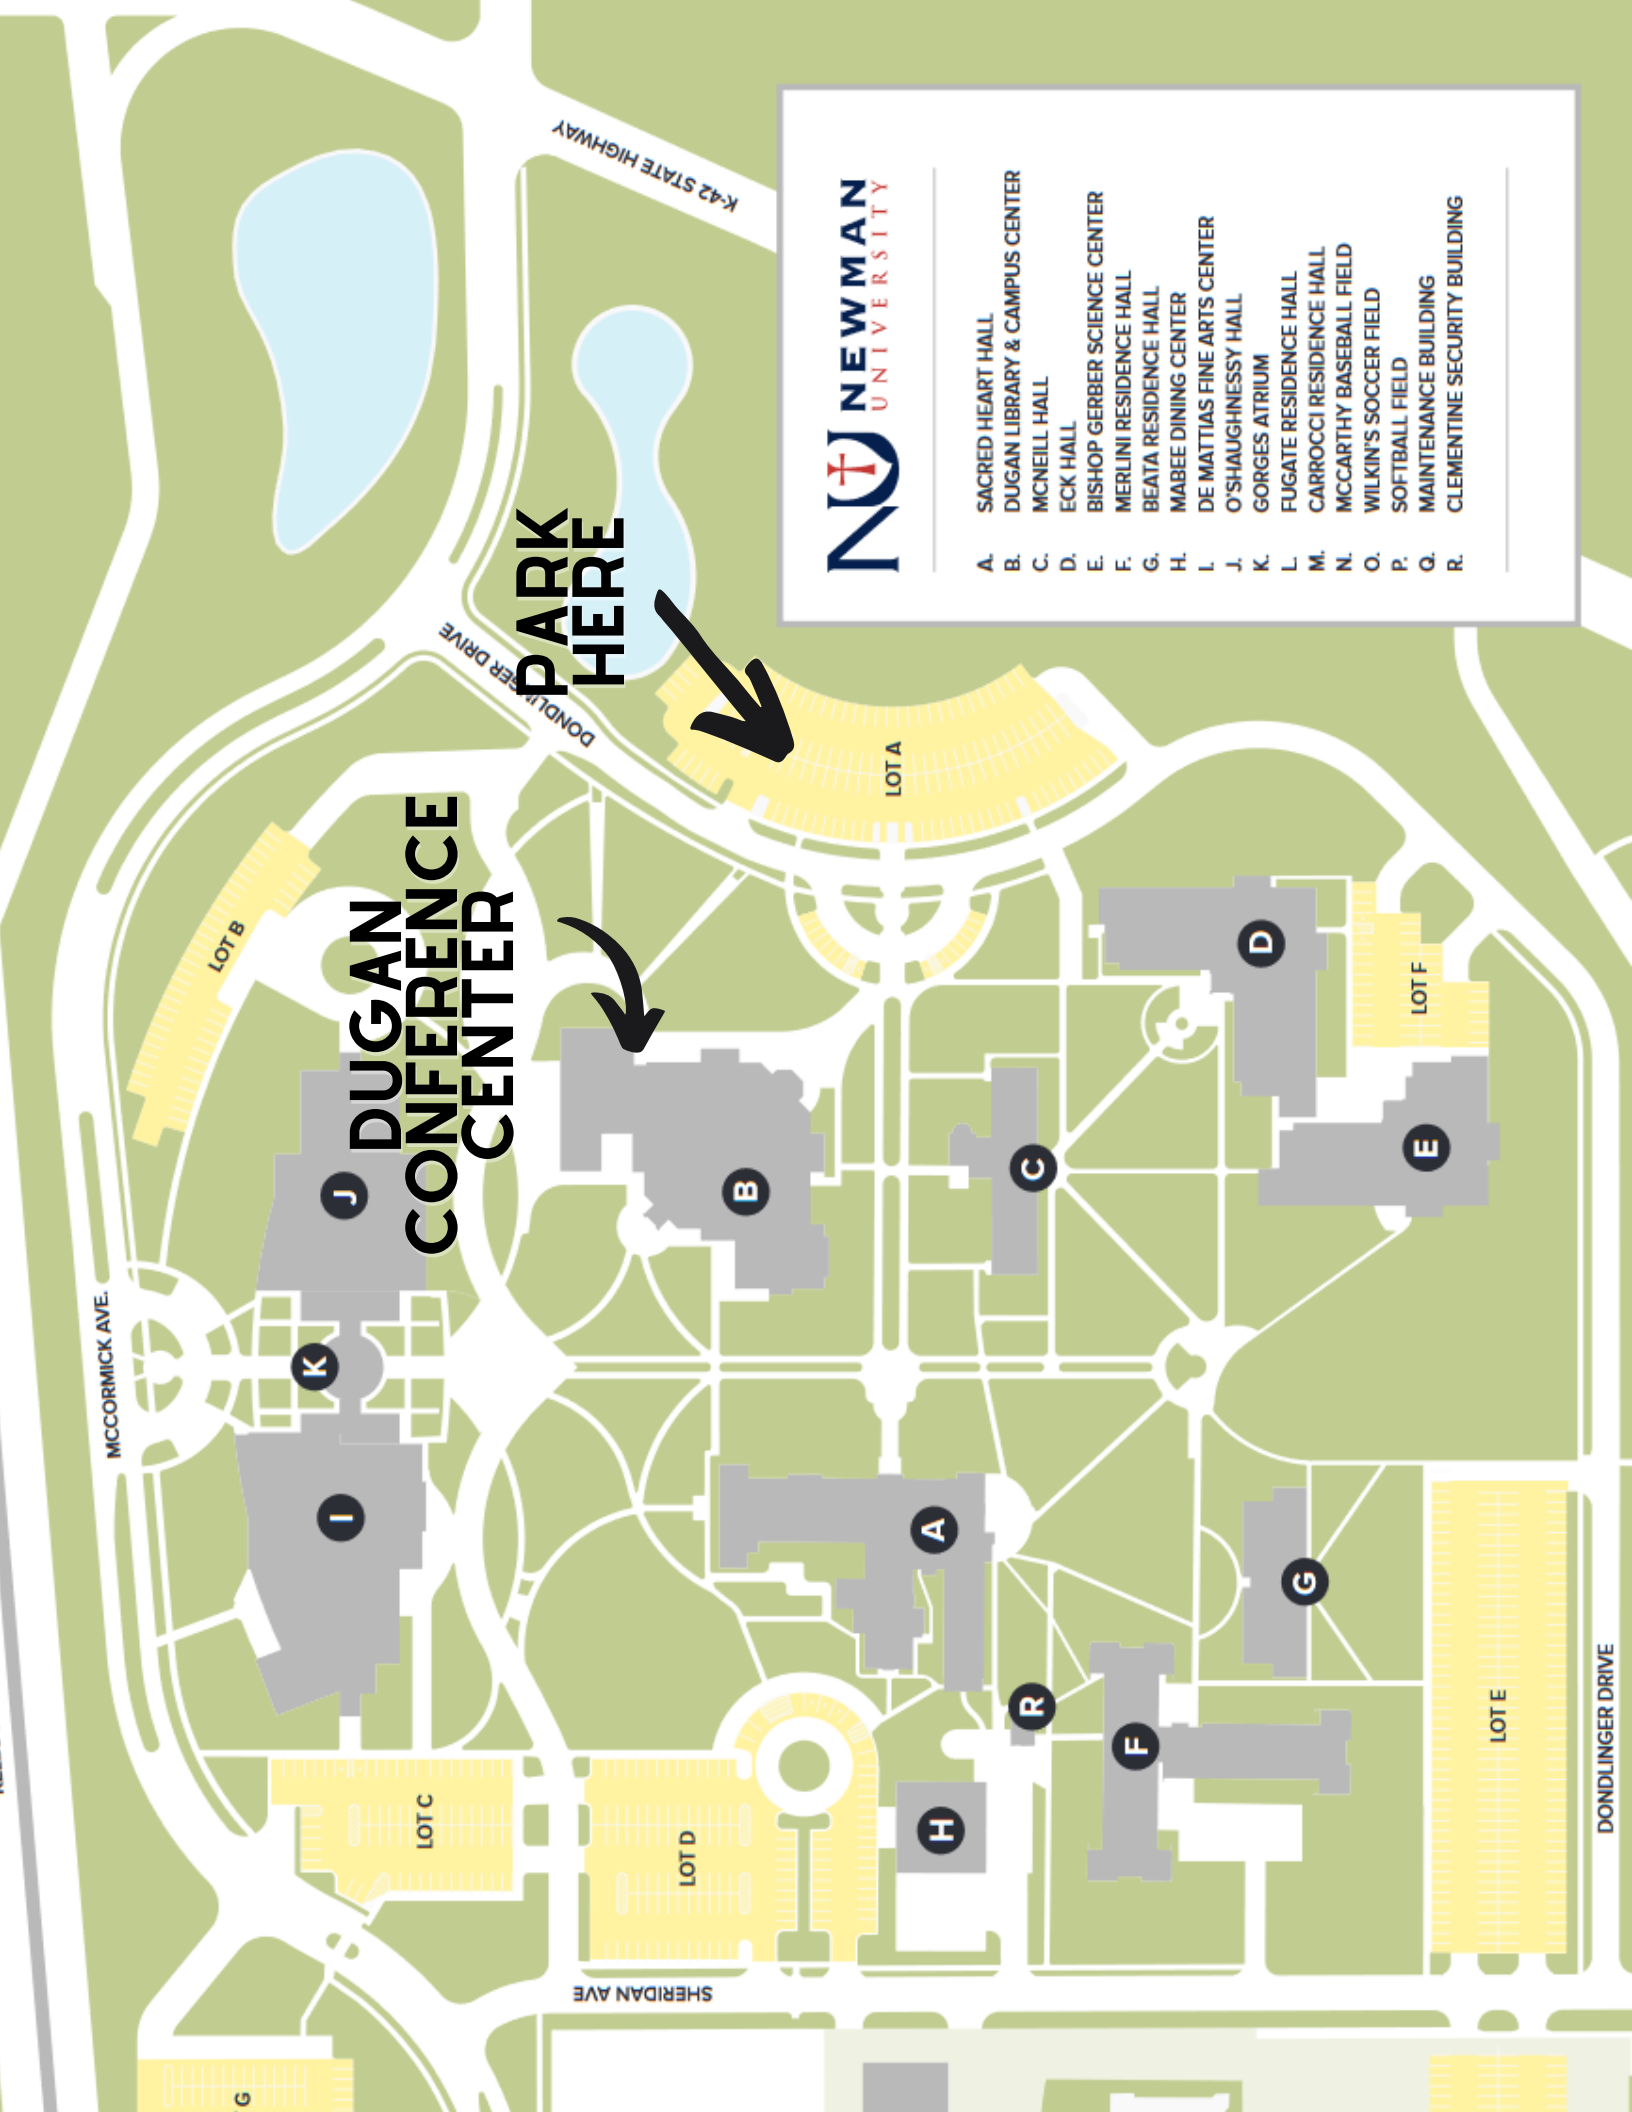 K-42 STATE HIGHWAY
NEWMAN
UNIVERSITY
NU
A. SACRED HEART HALL
B. DUGAN LIBRARY & CAMPUS CENTER
C. MCNEILL HALL
D. ECK HALL
E. BISHOP GERBER SCIENCE CENTER
F. MERLINI RESIDENCE HALL
G. BEATA RESIDENCE HALL
H. MABEE DINING CENTER
I. DE MATTIAS FINE ARTS CENTER
J. O'SHAUGHNESSY HALL
K. GORGES ATRIUM
L. FUGATE RESIDENCE HALL
M. CARROCCI RESIDENCE HALL
N. MCCARTHY BASEBALL FIELD
O. WILKIN'S SOCCER FIELD
P. SOFTBALL FIELD
Q. MAINTENANCE BUILDING
R. CLEMENTINE SECURITY BUILDING
PARK
HERE
DONDLINGER DRIVE
LOT A
DUGAN
CONFERENCE
CENTER
LOT B
LOT F
D
J
B
C
E
MCCORMICK AVE.
K
I
A
G
R
F
H
LOT C
LOT D
LOT E
DONDLINGER DRIVE
SHERIDAN AVE
G